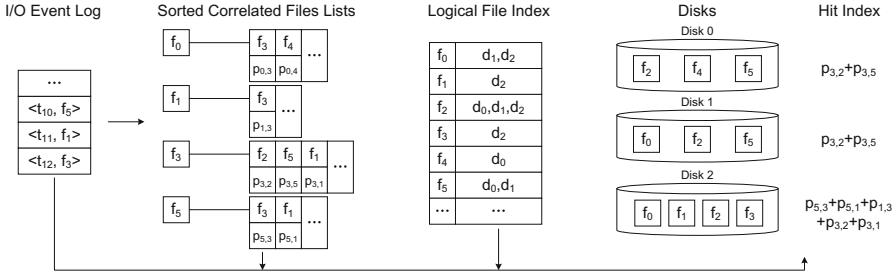 I/O Event Log Sorted Correlated Files Lists Logical File Index Disks Hit Index
...
<t10, f5>
<t11, f1>
<t12, f3>
f0 f3 f4 ...
p0,3 p0,4
f1 f3 ...
p1,3
f3 f2 f5 f1 ...
p3,2 p3,5 p3,1
f5 f3 f1 ...
p5,3 p5,1
f0 d1,d2
f1 d2
f2 d0,d1,d2
f3 d2
f4 d0
f5 d0,d1
... ...
Disk 0
f2 f4 f5
p3,2+p3,5
Disk 1
f0 f2 f5
p3,2+p3,5
Disk 2
f0 f1 f2 f3
p5,3+p5,1+p1,3
+p3,2+p3,1